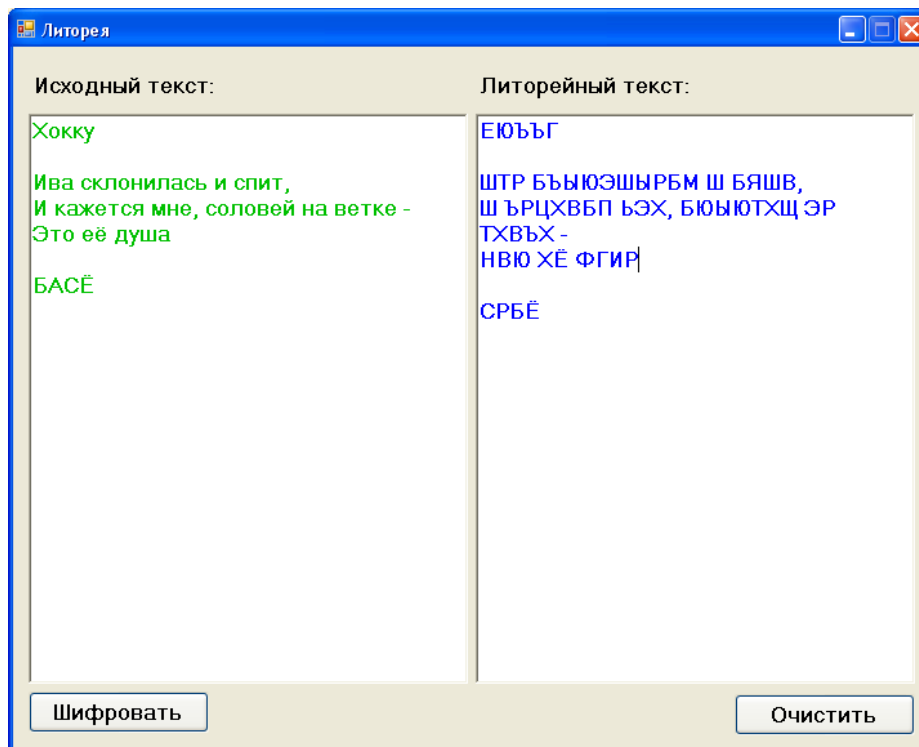 Литорея
Исходный текст:
Хокку
Ива склонилась и спит,
И кажется мне, соловей на ветке -
Это её душа
БАСЁ
Литорейный текст:
ЕЮЪЪГ
ШТР БЪЫЮЭШЫРБМ Ш БЯШВ,
Ш ЪРЦХВБП ЬЭХ, БЮЫЮТХЩ ЭР
ТХВЪХ -
НВЮ ХЁ ФГИР
СРБЁ
Шифровать
Очистить